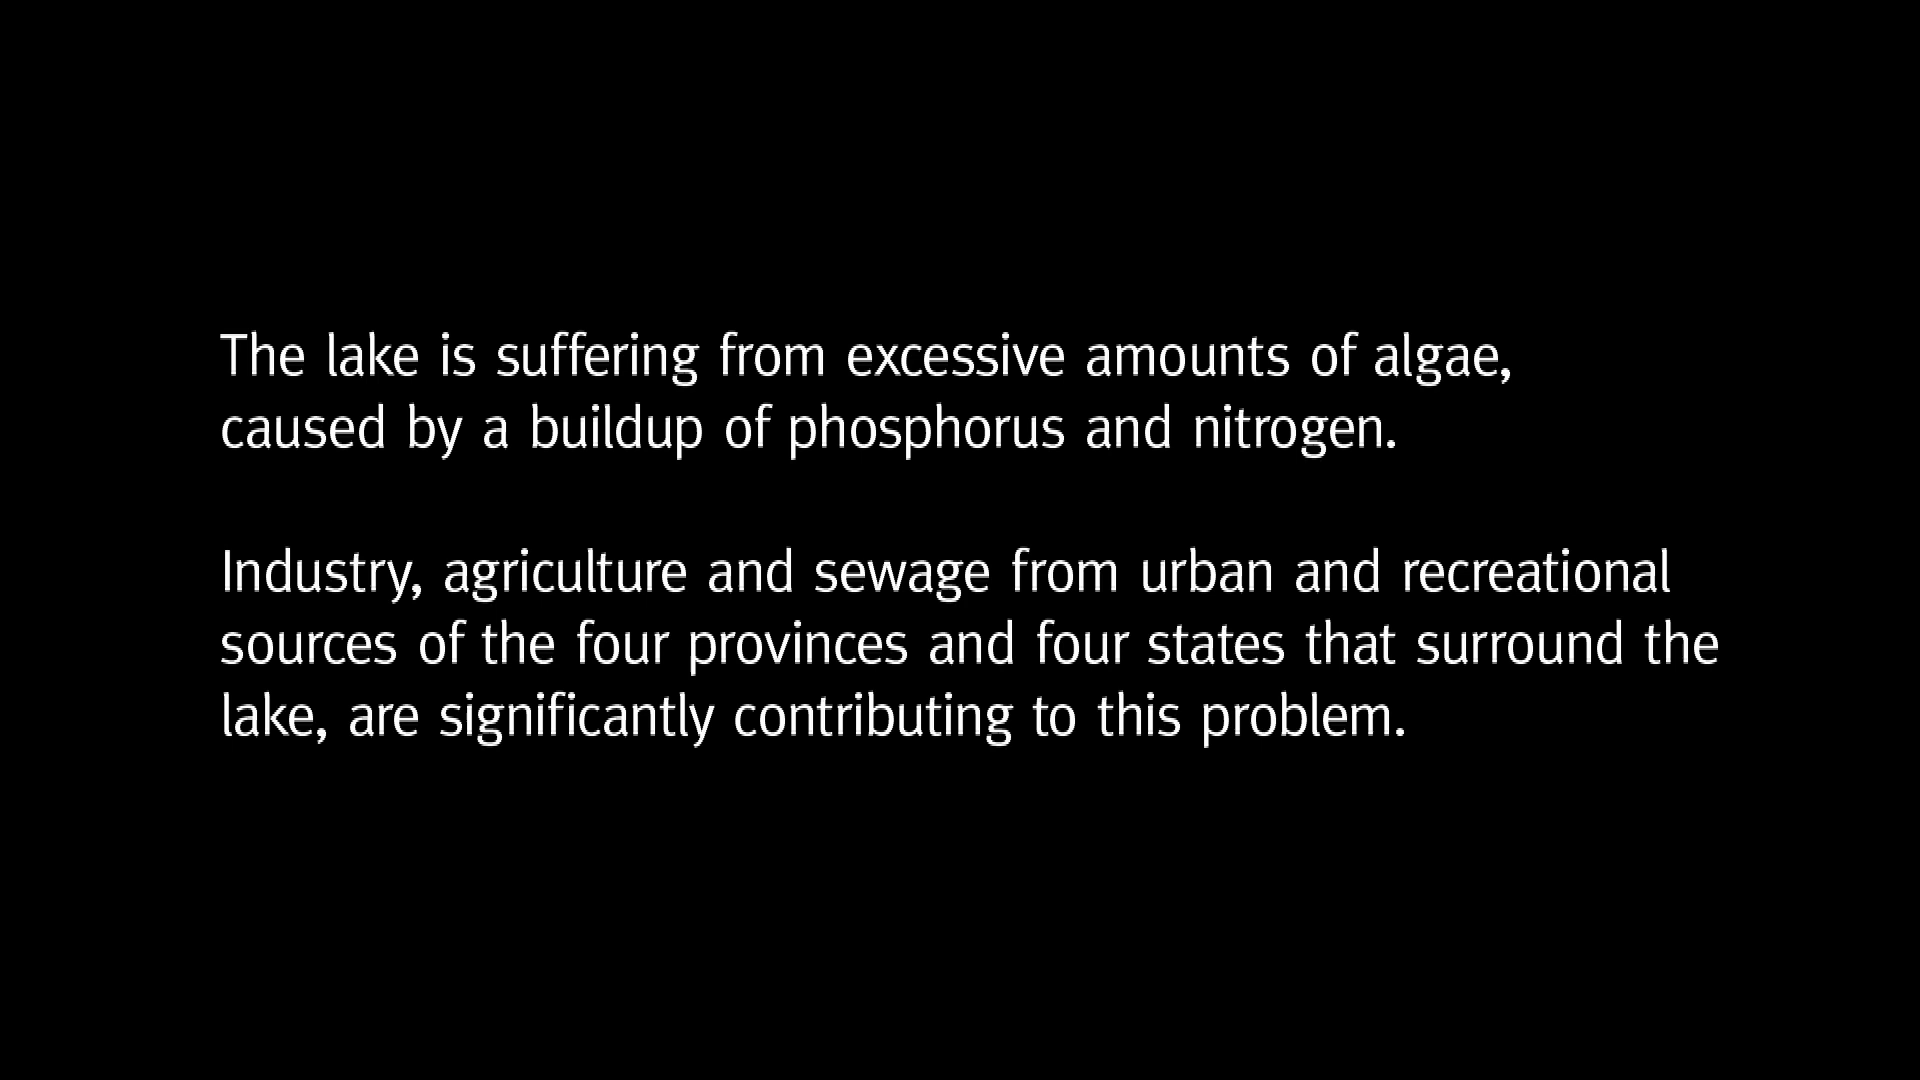 The lake is suffering from excessive amounts of algae,
caused by a buildup of phosphorus and nitrogen.
Industry, agriculture and sewage from urban and recreational
sources of the four provinces and four states that surround the
lake, are significantly contributing to this problem.